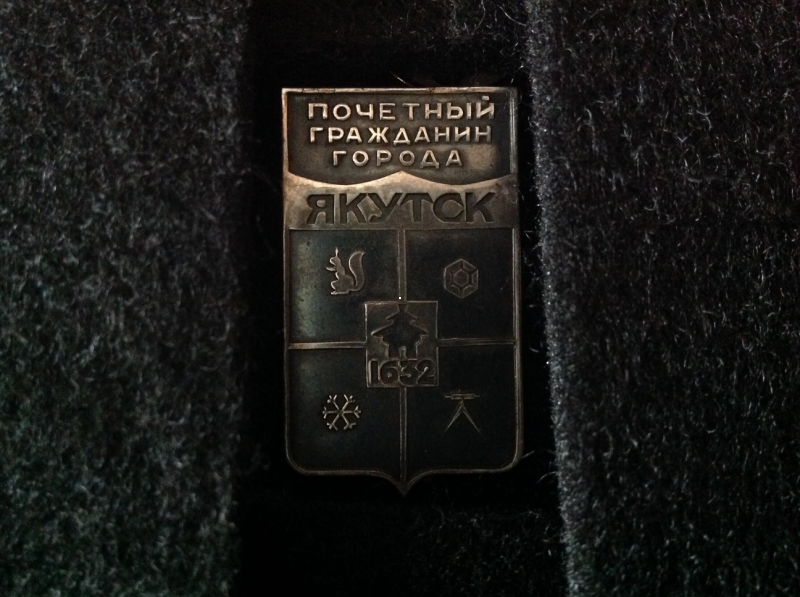 ПОЧЕТНЫЙ
ГРАЖДАНИН
ГОРОДА
ЯКУТСК
1632